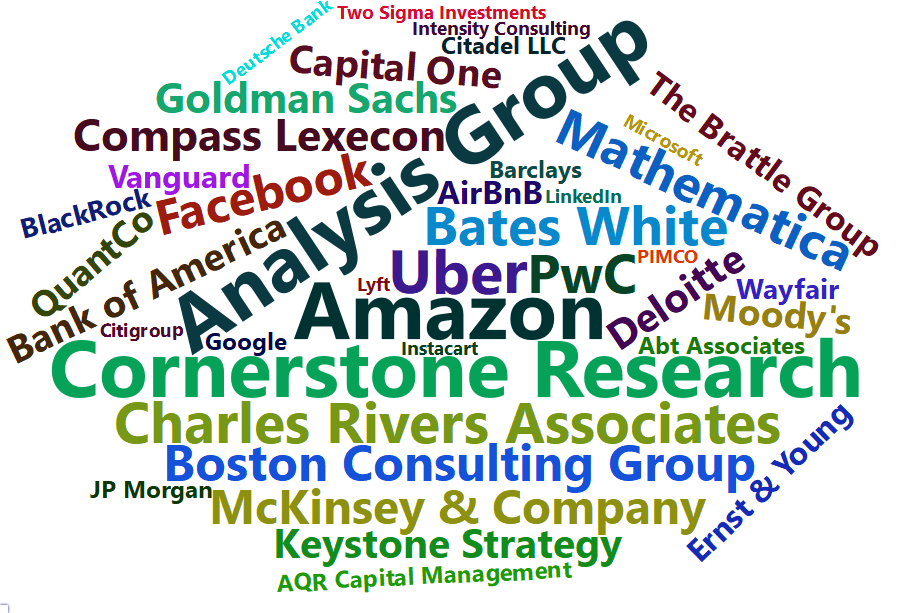 Two Sigma Investments
Deutsche Bank
Intensity Consulting
Citadel LLC
Capital One
Goldman Sachs
Analysis Group
The Brattle Group
Compass Lexecon
Microsoft
Mathematica
Barclays
Vanguard
Facebook
AirBnB
LinkedIn
BlackRock
QuantCo
Bates White
Bank of America
PIMCO
Uber
PwC
Deloitte
Lyft
Wayfair
Amazon
Moody's
Citigroup
Google
Instacart
Abt Associates
Cornerstone Research
Charles Rivers Associates
Boston Consulting Group
Ernst & Young
JP Morgan
McKinsey & Company
Keystone Strategy
AQR Capital Management